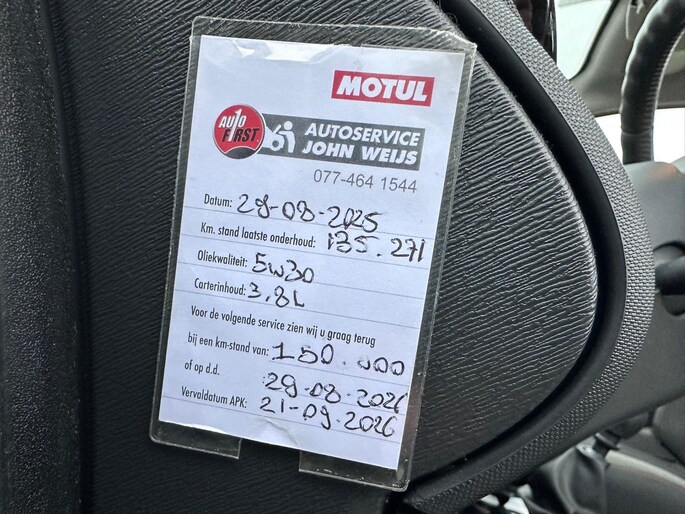 MOTUL
AUTO FIRST
AUTOSERVICE
JOHN WEIJS
077-464 1544
Datum: 29-08-2025
Km. stand laatste onderhoud: 135.271
Oliekwaliteit: 5w30
Carterinhoud: 3,8L
Voor de volgende service zien wij u graag terug
bij een km-stand van: 150.000
of op d.d. 29-08-2026
Vervaldatum APK: 21-09-2026